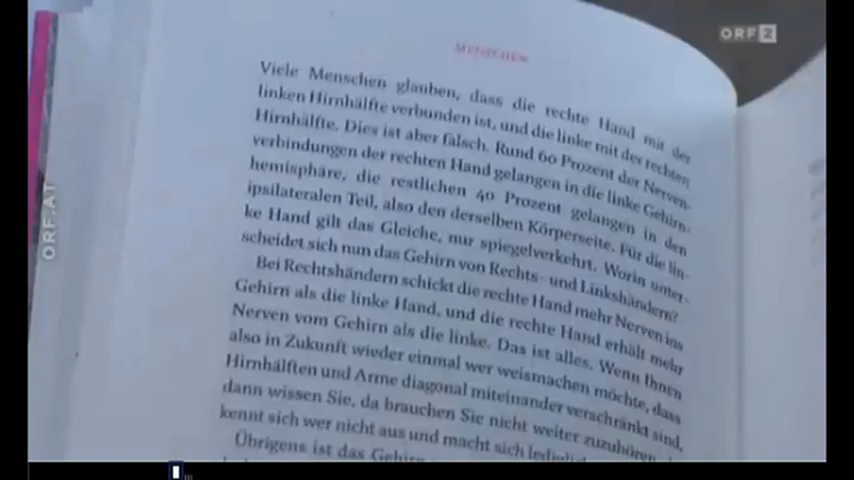 ORF 2
MENSCHEN
Viele Menschen glauben, dass die rechte Hand mit der
linken Hirnhälfte verbunden ist, und die linke mit der rechten
Hirnhälfte. Dies ist aber falsch. Rund 60 Prozent der Nerven-
verbindungen der rechten Hand gelangen in die linke Gehirn-
hemisphäre, die restlichen 40 Prozent gelangen in den
ipsilateralen Teil, also den derselben Körperseite. Für die lin-
ke Hand gilt das Gleiche, nur spiegelverkehrt. Worin unter-
scheidet sich nun das Gehirn von Rechts- und Linkshändern?
Bei Rechtshändern schickt die rechte Hand mehr Nerven ins
Gehirn als die linke Hand, und die rechte Hand erhält mehr
Nerven vom Gehirn als die linke. Das ist alles. Wenn Ihnen
also in Zukunft wieder einmal wer weismachen möchte, dass
Hirnhälften und Arme diagonal miteinander verschränkt sind,
dann wissen Sie, da brauchen Sie nicht weiter zuzuhören,
kennt sich wer nicht aus und macht sich
Übrigens ist das
ORF.AT